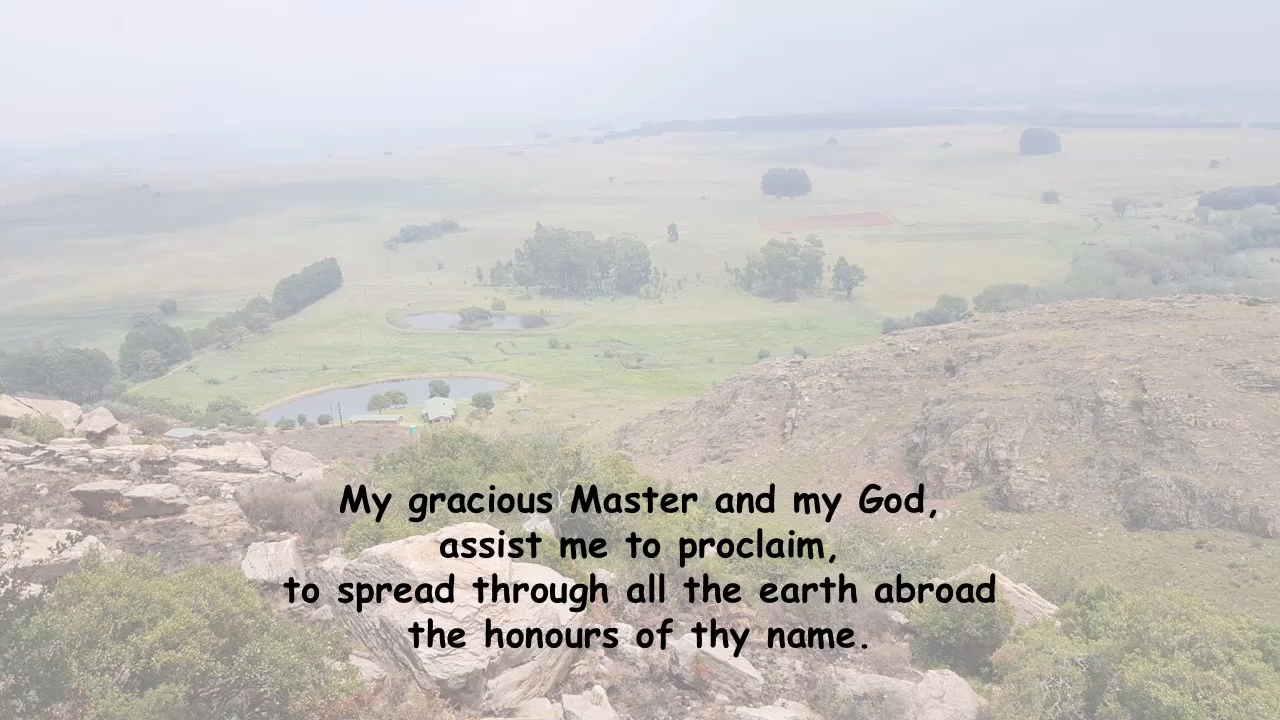 My gracious Master and my God,
assist me to proclaim,
to spread through all the earth abroad
the honours of thy name.